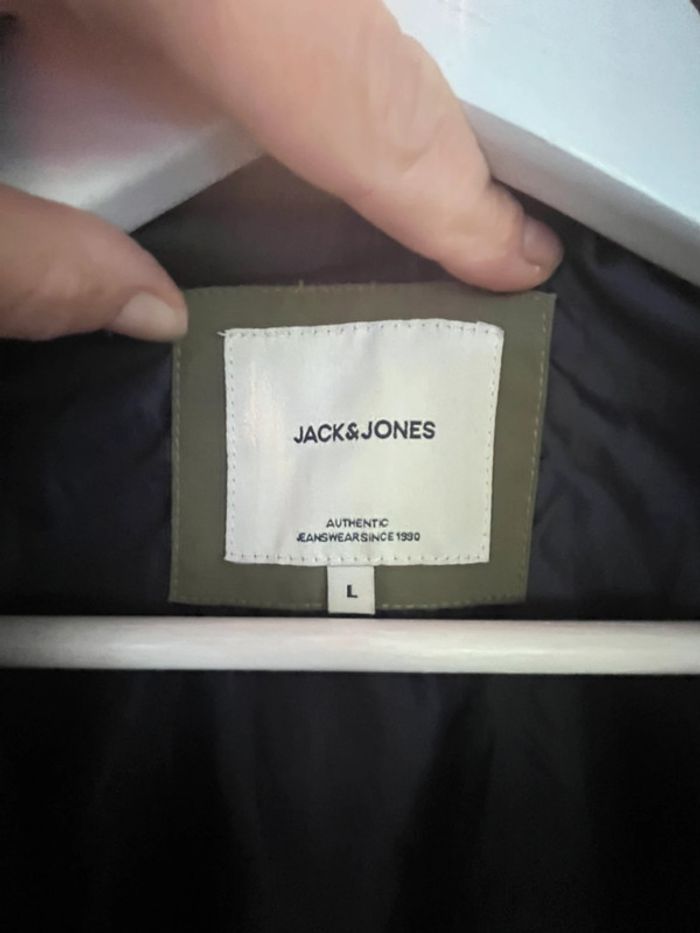 JACK&JONES
AUTHENTIC
JEANSWEAR SINCE 1990
L